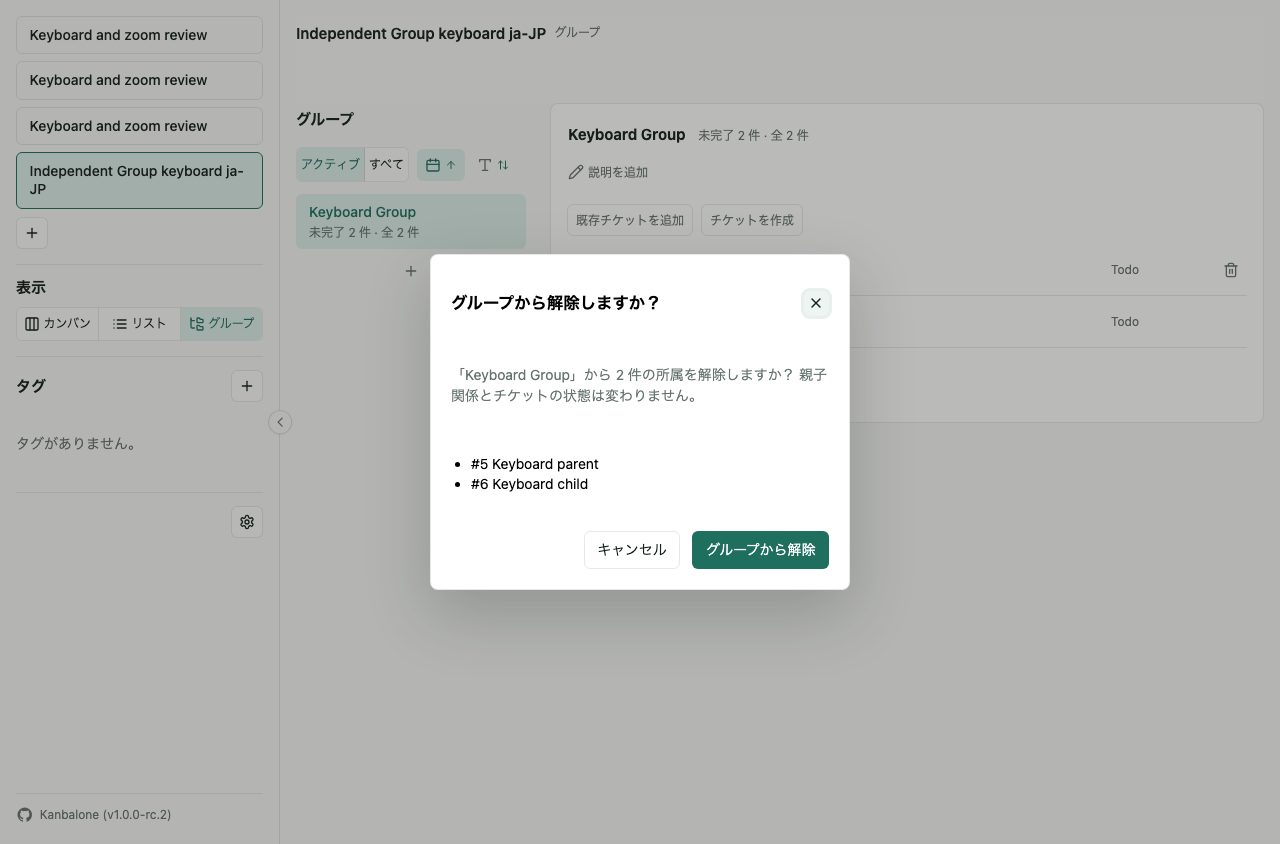 Keyboard and zoom review
Keyboard and zoom review
Keyboard and zoom review
Independent Group keyboard ja-
JP
表示
カンバン
リスト
グループ
タグ
タグがありません。
Kanbalone (v1.0.0-rc.2)
Independent Group keyboard ja-JP グループ
グループ
アクティブ
すべて
Keyboard Group
未完了 2 件 · 全 2 件
Keyboard Group 未完了 2 件 · 全 2 件
説明を追加
既存チケットを追加
チケットを作成
Todo
Todo
グループから解除しますか？
「Keyboard Group」から 2 件の所属を解除しますか？ 親子
関係とチケットの状態は変わりません。
#5 Keyboard parent
#6 Keyboard child
キャンセル
グループから解除